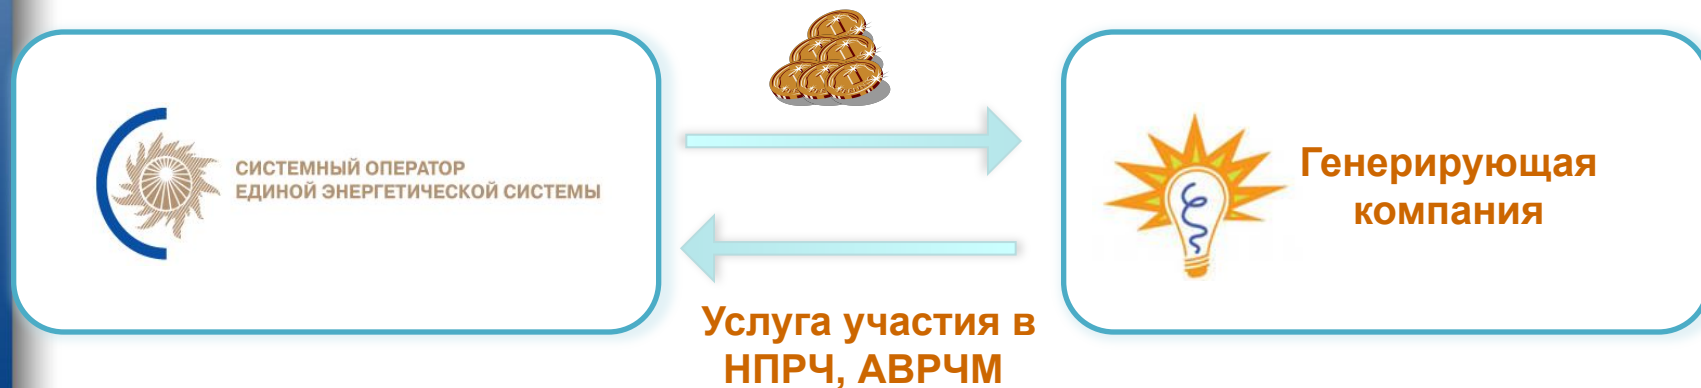 СИСТЕМНЫЙ ОПЕРАТОР
ЕДИНОЙ ЭНЕРГЕТИЧЕСКОЙ СИСТЕМЫ
Генерирующая
компания
Услуга участия в
НПРЧ, АВРЧМ